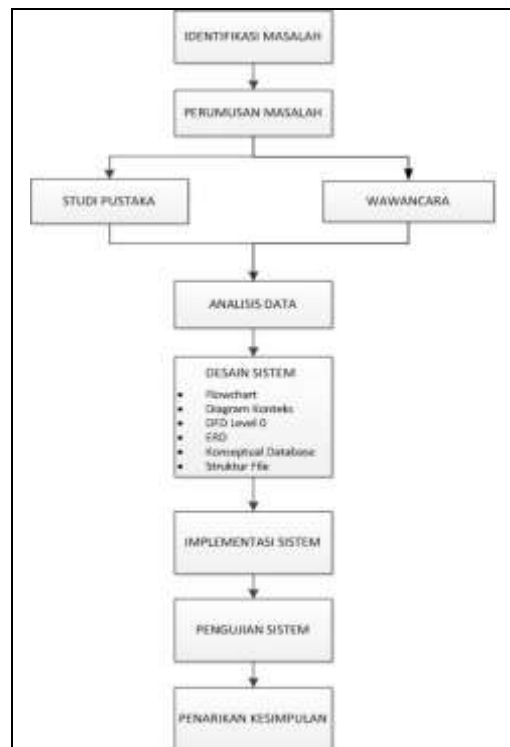 IDENTIFIKASI MASALAH
PERUMUSAN MASALAH
STUDI PUSTAKA
WAWANCARA
ANALISIS DATA
DESAIN SISTEM
• Flowchart
• Diagram Konteks
• DFD Level 0
• ERD
• Konseptual Database
• Struktur File
IMPLEMENTASI SISTEM
PENGUJIAN SISTEM
PENARIKAN KESIMPULAN